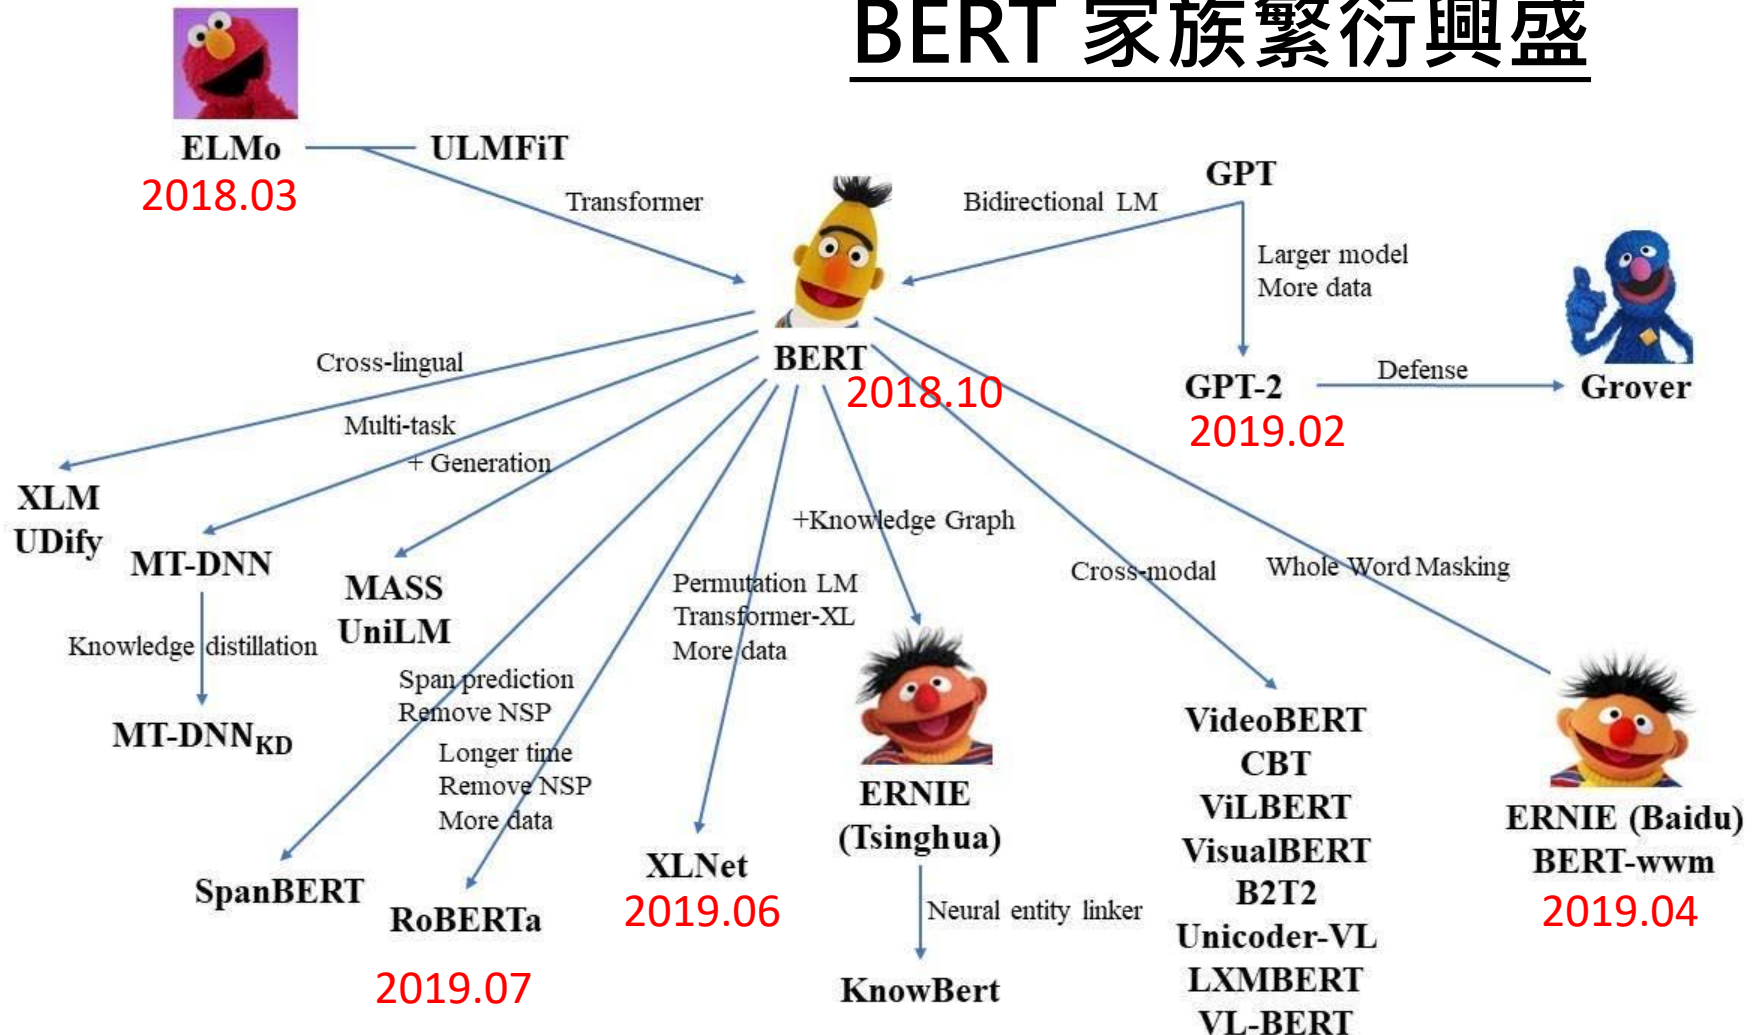 BERT 家族繁衍興盛
ELMo
ULMFiT
2018.03
GPT
Transformer
Bidirectional LM
Larger model
More data
BERT
2018.10
Cross-lingual
GPT-2
2019.02
Defense
Grover
Multi-task
+ Generation
XLM
UDify
MT-DNN
MASS
UniLM
+Knowledge Graph
Permutation LM
Transformer-XL
More data
Cross-modal
Whole Word Masking
Knowledge distillation
MT-DNNKD
Span prediction
Remove NSP
Longer time
Remove NSP
More data
SpanBERT
RoBERTa
2019.07
XLNet
2019.06
ERNIE
(Tsinghua)
Neural entity linker
KnowBert
VideoBERT
CBT
ViLBERT
VisualBERT
B2T2
Unicoder-VL
LXMBERT
VL-BERT
ERNIE (Baidu)
BERT-wwm
2019.04